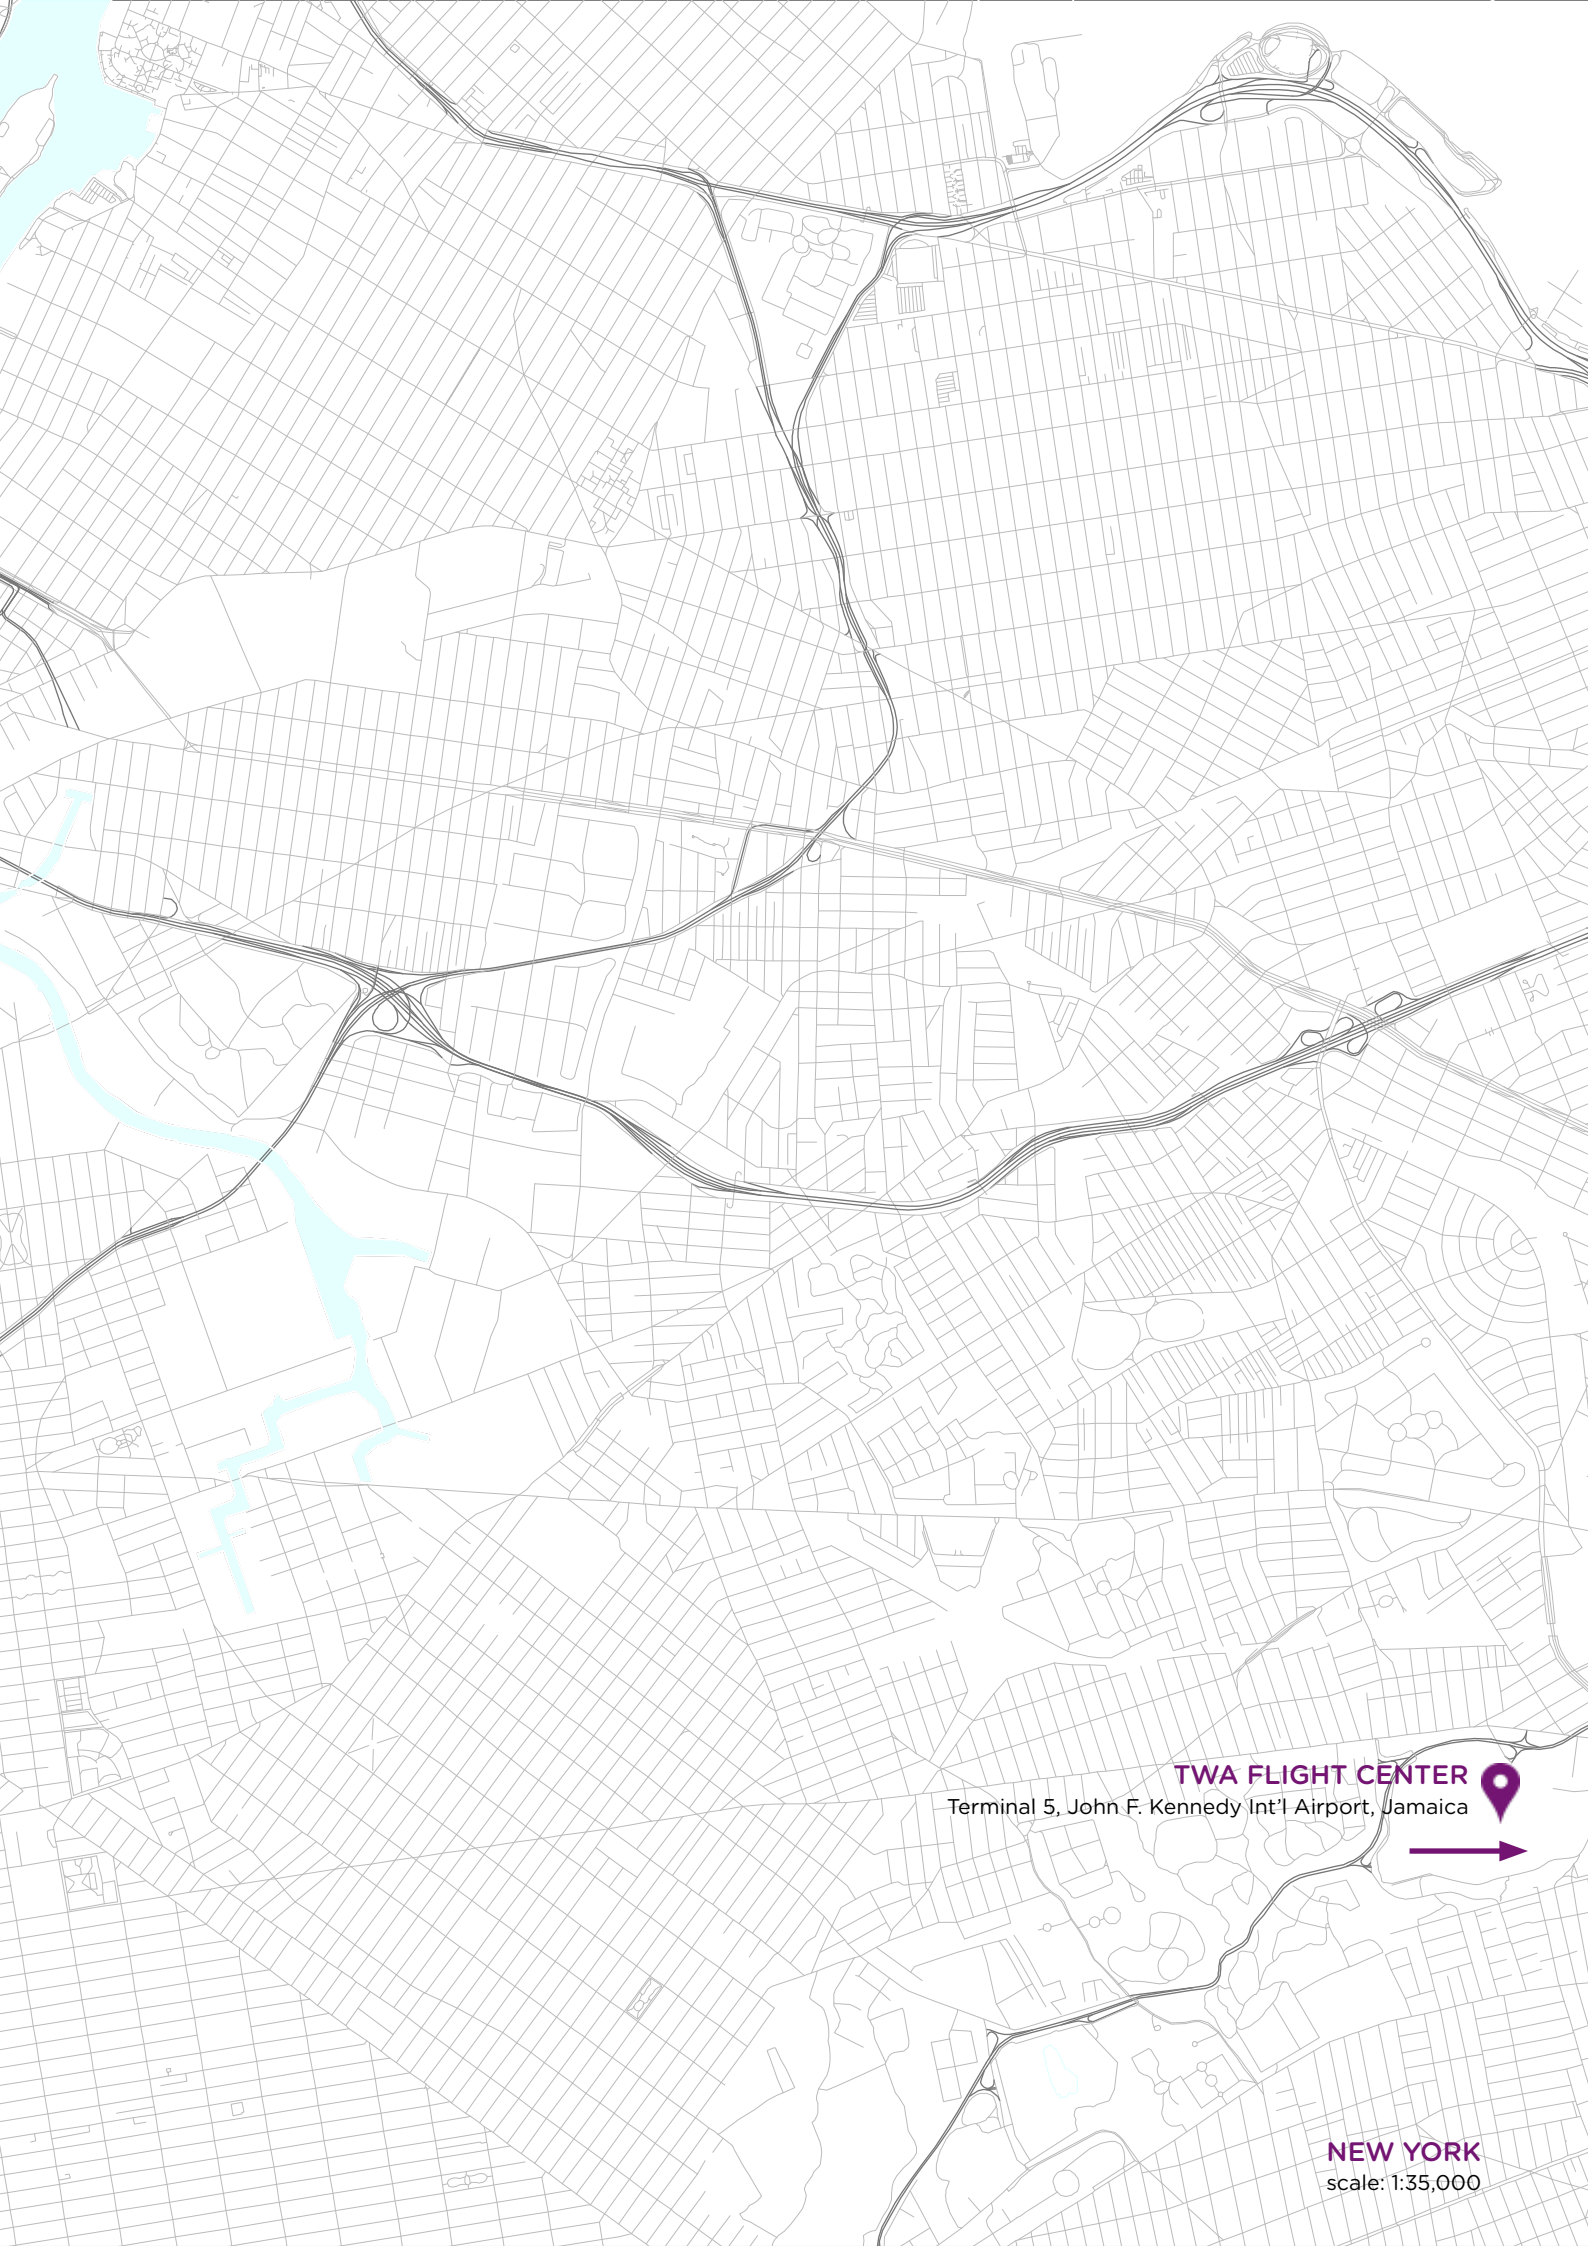 TWA FLIGHT CENTER
Terminal 5, John F. Kennedy Int’l Airport, Jamaica
NEW YORK
scale: 1:35,000